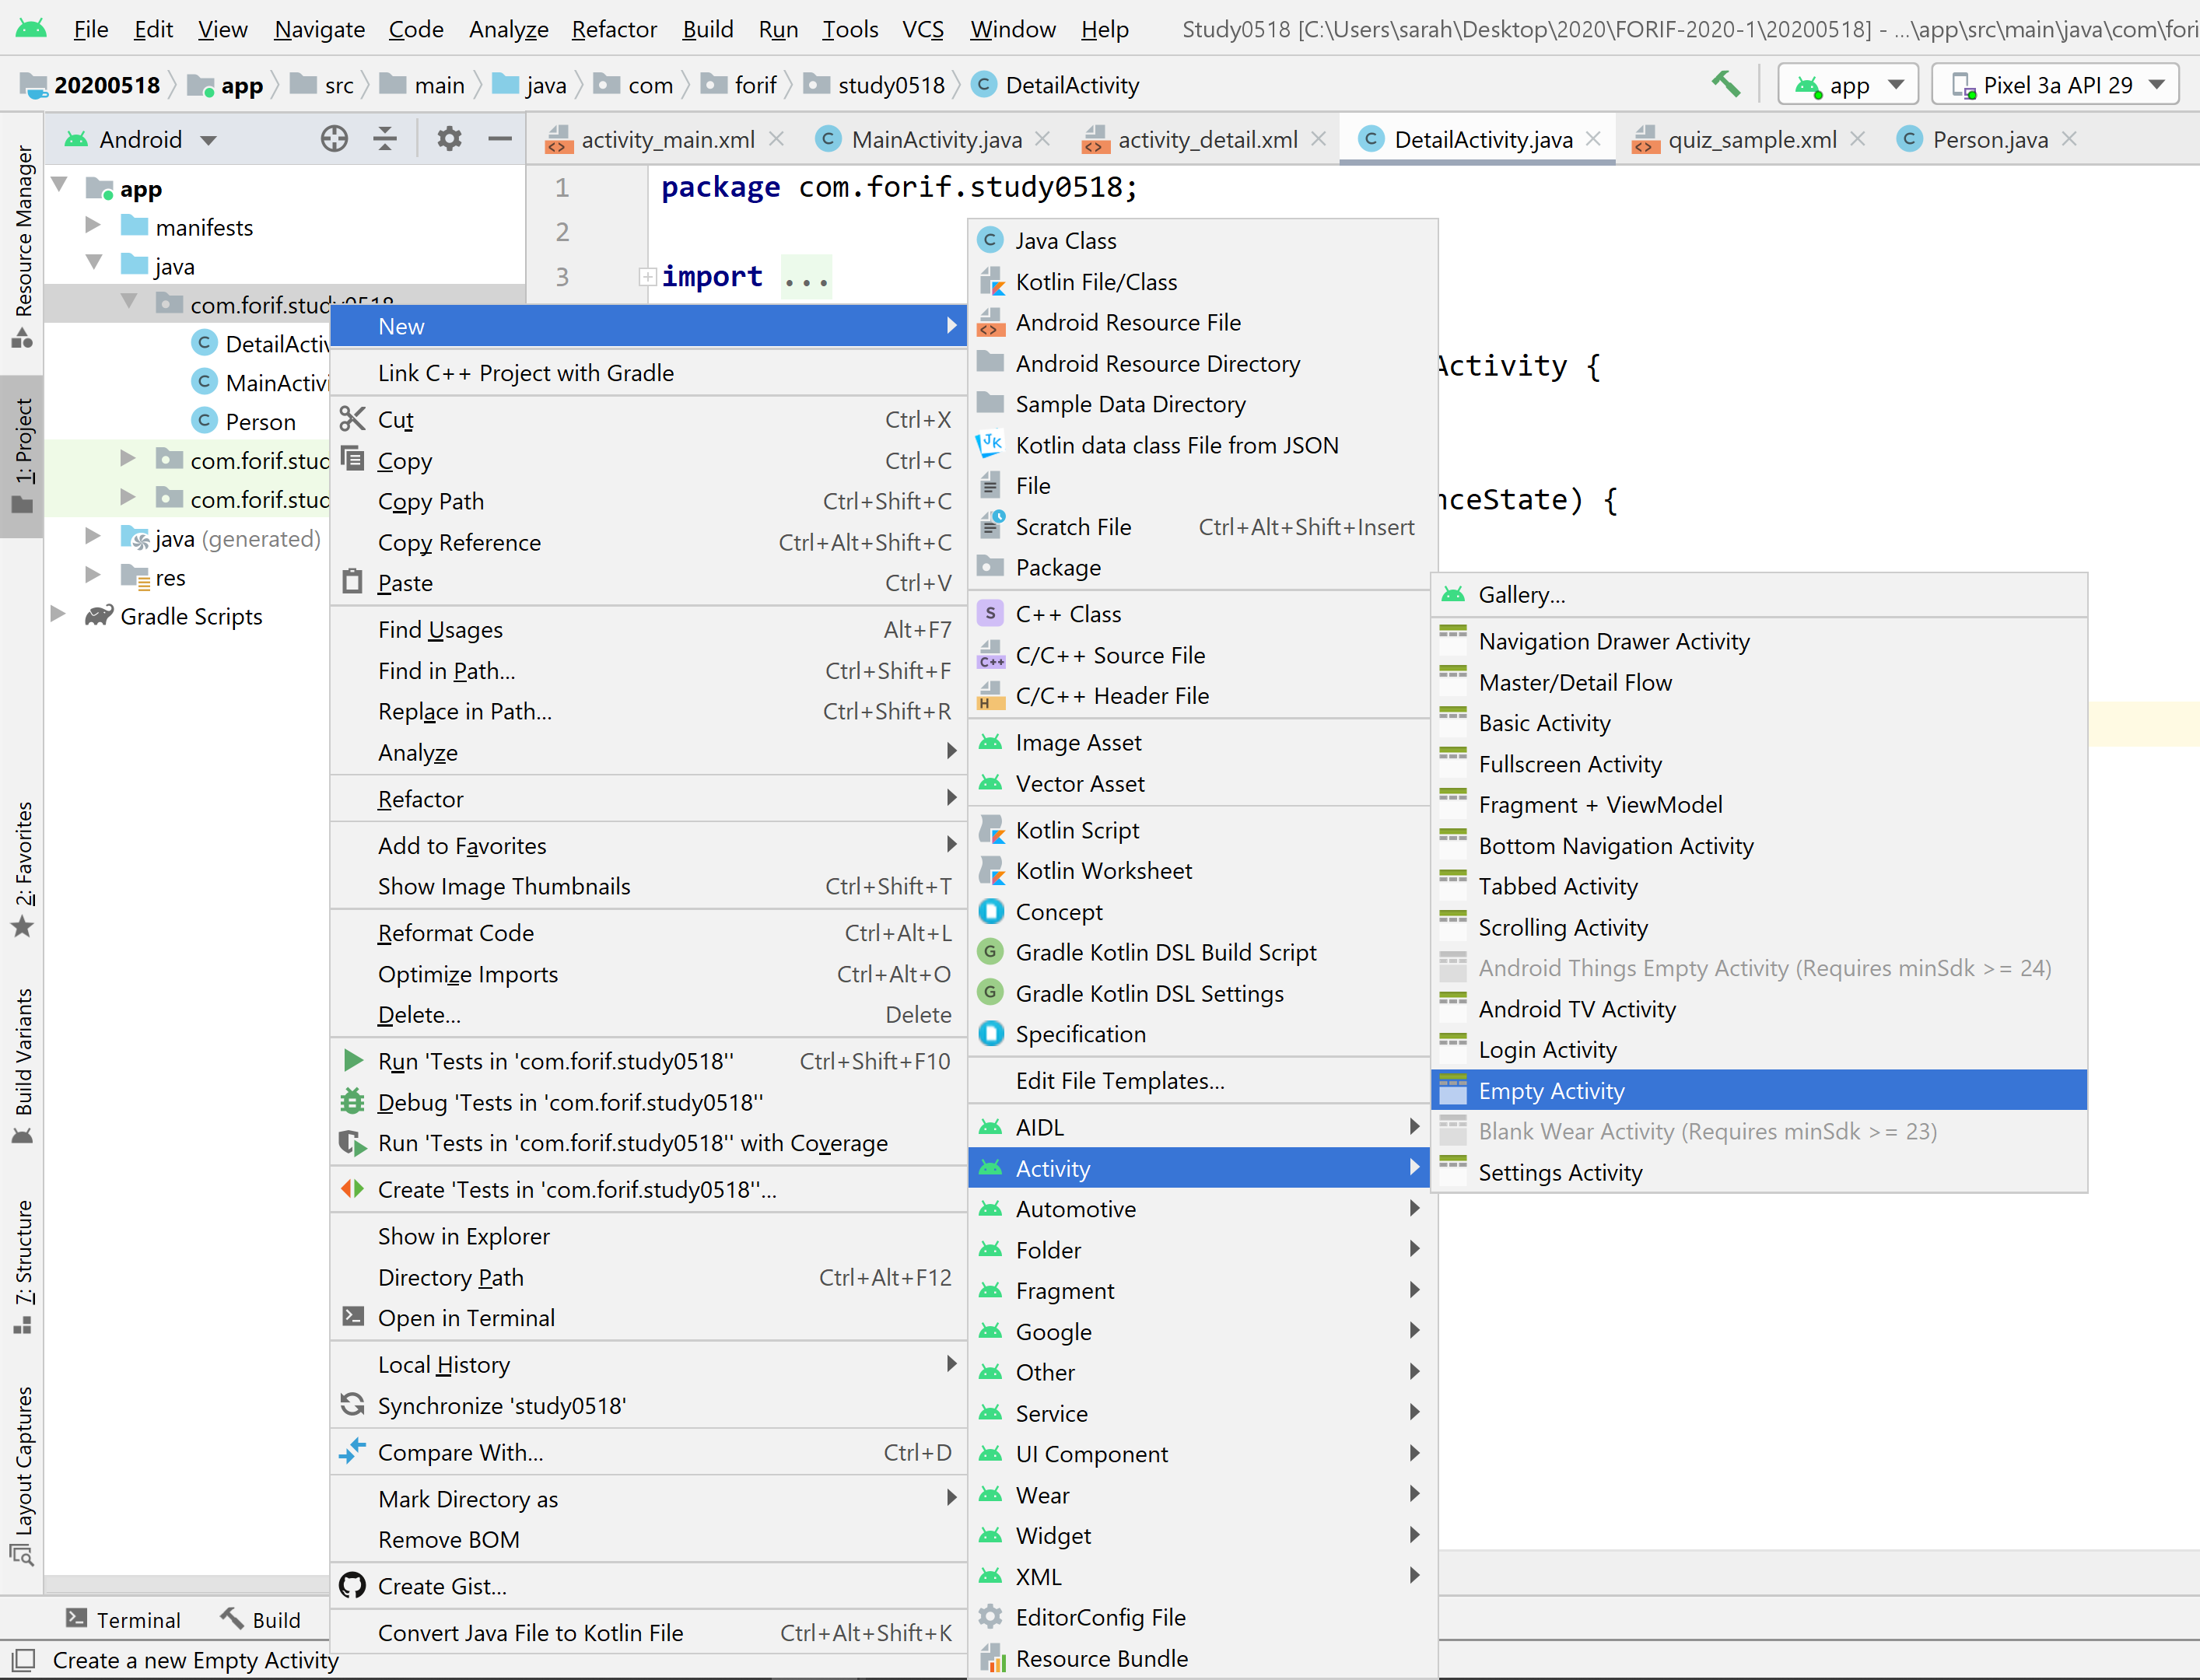 File Edit View Navigate Code Analyze Refactor Build Run Tools VCS Window Help Study0518 [C:\Users\sarah\Desktop\2020\FORIF-2020-1\20200518] - ...\app\src\main\java\com\fori
20200518 app src main java com forif study0518 DetailActivity app Pixel 3a API 29
Android activity_main.xml MainActivity.java activity_detail.xml DetailActivity.java quiz_sample.xml Person.java
Resource Manager
1: Project
2: Favorites
Build Variants
7: Structure
Layout Captures
app
manifests
java
com.forif.study0518
DetailActiv
MainActivi
Person
com.forif.stud
com.forif.stud
java (generated)
res
Gradle Scripts
1 package com.forif.study0518;
2
3 import ...
Activity {
nceState) {
New
Link C++ Project with Gradle
Cut Ctrl+X
Copy Ctrl+C
Copy Path Ctrl+Shift+C
Copy Reference Ctrl+Alt+Shift+C
Paste Ctrl+V
Find Usages Alt+F7
Find in Path... Ctrl+Shift+F
Replace in Path... Ctrl+Shift+R
Analyze
Refactor
Add to Favorites
Show Image Thumbnails Ctrl+Shift+T
Reformat Code Ctrl+Alt+L
Optimize Imports Ctrl+Alt+O
Delete... Delete
Run 'Tests in 'com.forif.study0518'' Ctrl+Shift+F10
Debug 'Tests in 'com.forif.study0518''
Run 'Tests in 'com.forif.study0518'' with Coverage
Create 'Tests in 'com.forif.study0518''...
Show in Explorer
Directory Path Ctrl+Alt+F12
Open in Terminal
Local History
Synchronize 'study0518'
Compare With... Ctrl+D
Mark Directory as
Remove BOM
Create Gist...
Convert Java File to Kotlin File Ctrl+Alt+Shift+K
Java Class
Kotlin File/Class
Android Resource File
Android Resource Directory
Sample Data Directory
Kotlin data class File from JSON
File
Scratch File Ctrl+Alt+Shift+Insert
Package
C++ Class
C/C++ Source File
C/C++ Header File
Image Asset
Vector Asset
Kotlin Script
Kotlin Worksheet
Concept
Gradle Kotlin DSL Build Script
Gradle Kotlin DSL Settings
Specification
Edit File Templates...
AIDL
Activity
Automotive
Folder
Fragment
Google
Other
Service
UI Component
Wear
Widget
XML
EditorConfig File
Resource Bundle
Gallery...
Navigation Drawer Activity
Master/Detail Flow
Basic Activity
Fullscreen Activity
Fragment + ViewModel
Bottom Navigation Activity
Tabbed Activity
Scrolling Activity
Android Things Empty Activity (Requires minSdk >= 24)
Android TV Activity
Login Activity
Empty Activity
Blank Wear Activity (Requires minSdk >= 23)
Settings Activity
Terminal Build
Create a new Empty Activity